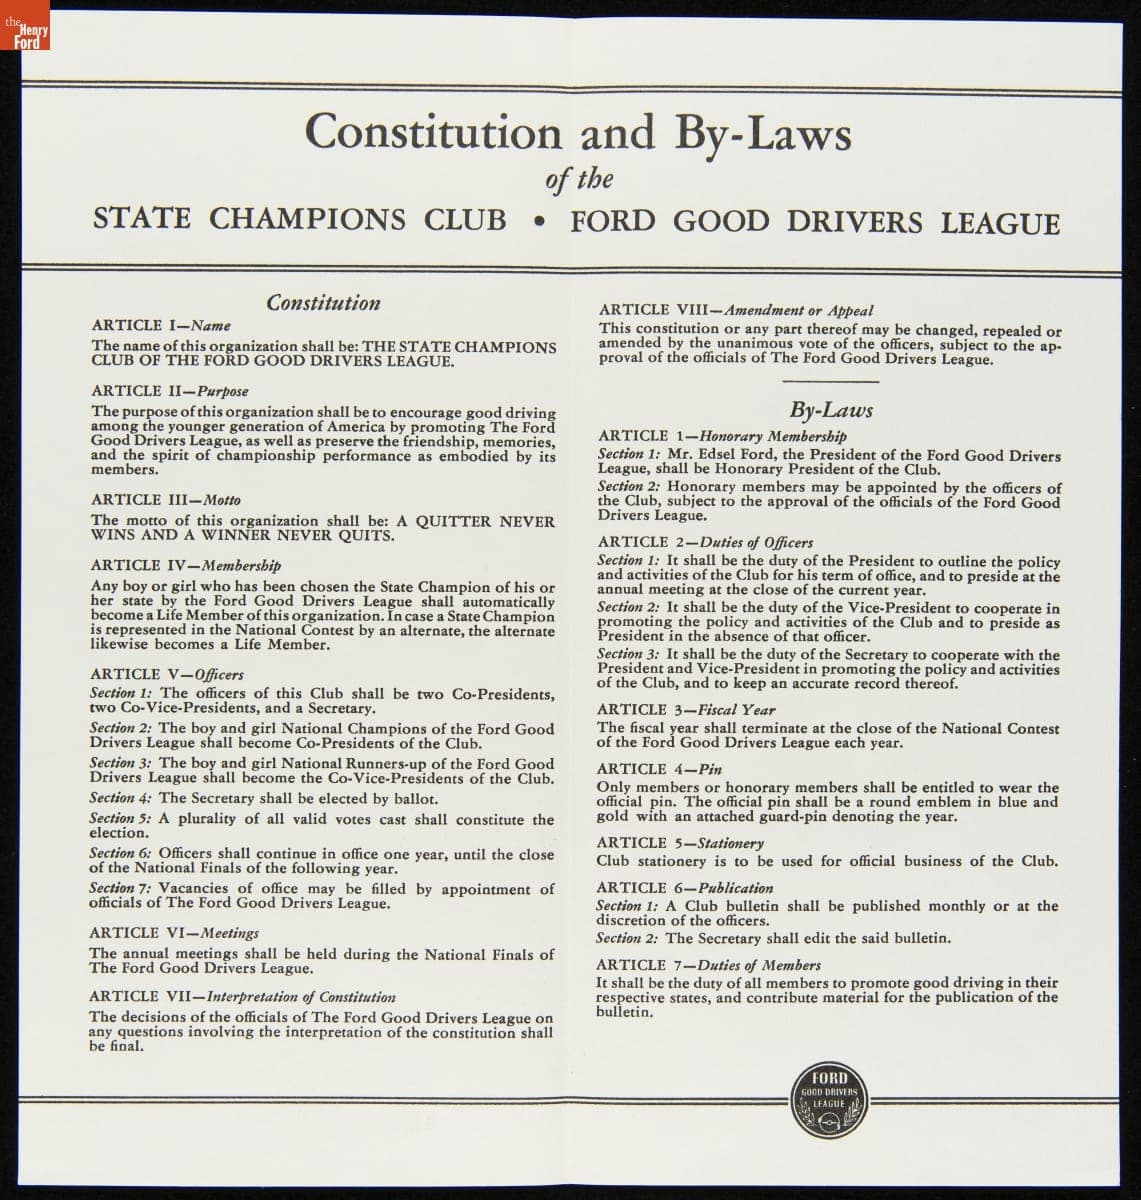 the
Henry
Ford
Constitution and By-Laws
of the
STATE CHAMPIONS CLUB • FORD GOOD DRIVERS LEAGUE
Constitution
ARTICLE I—Name
The name of this organization shall be: THE STATE CHAMPIONS
CLUB OF THE FORD GOOD DRIVERS LEAGUE.
ARTICLE II—Purpose
The purpose of this organization shall be to encourage good driving
among the younger generation of America by promoting The Ford
Good Drivers League, as well as preserve the friendship, memories,
and the spirit of championship performance as embodied by its
members.
ARTICLE III—Motto
The motto of this organization shall be: A QUITTER NEVER
WINS AND A WINNER NEVER QUITS.
ARTICLE IV—Membership
Any boy or girl who has been chosen the State Champion of his or
her state by the Ford Good Drivers League shall automatically
become a Life Member of this organization. In case a State Champion
is represented in the National Contest by an alternate, the alternate
likewise becomes a Life Member.
ARTICLE V—Officers
Section 1: The officers of this Club shall be two Co-Presidents,
two Co-Vice-Presidents, and a Secretary.
Section 2: The boy and girl National Champions of the Ford Good
Drivers League shall become Co-Presidents of the Club.
Section 3: The boy and girl National Runners-up of the Ford Good
Drivers League shall become the Co-Vice-Presidents of the Club.
Section 4: The Secretary shall be elected by ballot.
Section 5: A plurality of all valid votes cast shall constitute the
election.
Section 6: Officers shall continue in office one year, until the close
of the National Finals of the following year.
Section 7: Vacancies of office may be filled by appointment of
officials of The Ford Good Drivers League.
ARTICLE VI—Meetings
The annual meetings shall be held during the National Finals of
The Ford Good Drivers League.
ARTICLE VII—Interpretation of Constitution
The decisions of the officials of The Ford Good Drivers League on
any questions involving the interpretation of the constitution shall
be final.
ARTICLE VIII—Amendment or Appeal
This constitution or any part thereof may be changed, repealed or
amended by the unanimous vote of the officers, subject to the ap-
proval of the officials of The Ford Good Drivers League.
By-Laws
ARTICLE 1—Honorary Membership
Section 1: Mr. Edsel Ford, the President of the Ford Good Drivers
League, shall be Honorary President of the Club.
Section 2: Honorary members may be appointed by the officers of
the Club, subject to the approval of the officials of the Ford Good
Drivers League.
ARTICLE 2—Duties of Officers
Section 1: It shall be the duty of the President to outline the policy
and activities of the Club for his term of office, and to preside at the
annual meeting at the close of the current year.
Section 2: It shall be the duty of the Vice-President to cooperate in
promoting the policy and activities of the Club and to preside as
President in the absence of that officer.
Section 3: It shall be the duty of the Secretary to cooperate with the
President and Vice-President in promoting the policy and activities
of the Club, and to keep an accurate record thereof.
ARTICLE 3—Fiscal Year
The fiscal year shall terminate at the close of the National Contest
of the Ford Good Drivers League each year.
ARTICLE 4—Pin
Only members or honorary members shall be entitled to wear the
official pin. The official pin shall be a round emblem in blue and
gold with an attached guard-pin denoting the year.
ARTICLE 5—Stationery
Club stationery is to be used for official business of the Club.
ARTICLE 6—Publication
Section 1: A Club bulletin shall be published monthly or at the
discretion of the officers.
Section 2: The Secretary shall edit the said bulletin.
ARTICLE 7—Duties of Members
It shall be the duty of all members to promote good driving in their
respective states, and contribute material for the publication of the
bulletin.
FORD
GOOD DRIVERS
LEAGUE